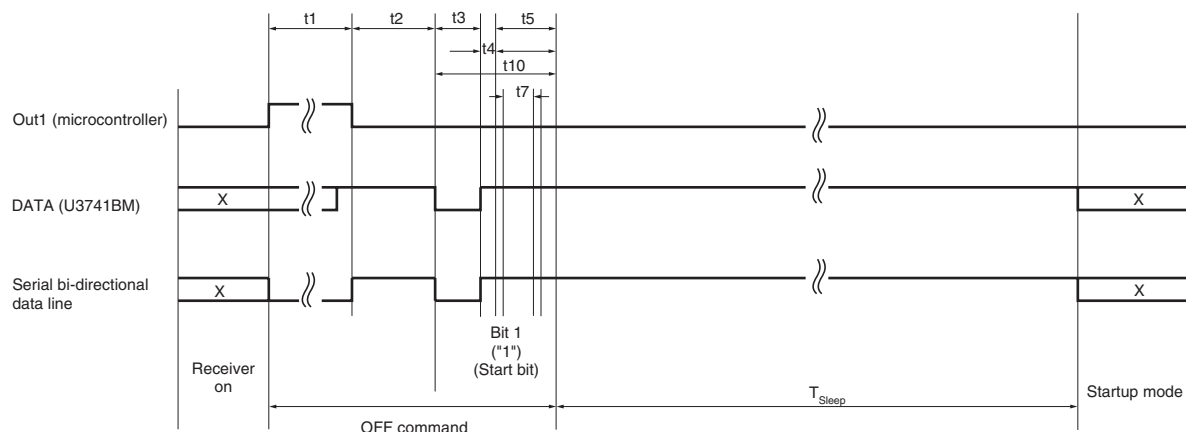 t1 t2 t3 t5
t4
t10
t7
Out1 (microcontroller)
X X
DATA (U3741BM)
Serial bi-directional
data line
X X
Bit 1
("1")
(Start bit)
Receiver
on
TSleep
Startup mode
OFF command